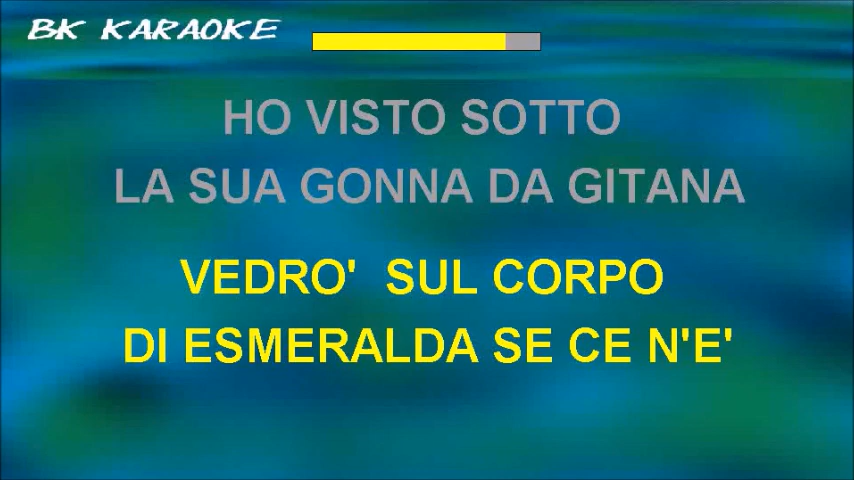 BK KARAOKE
HO VISTO SOTTO
LA SUA GONNA DA GITANA
VEDRO'  SUL CORPO
DI ESMERALDA SE CE N'E'